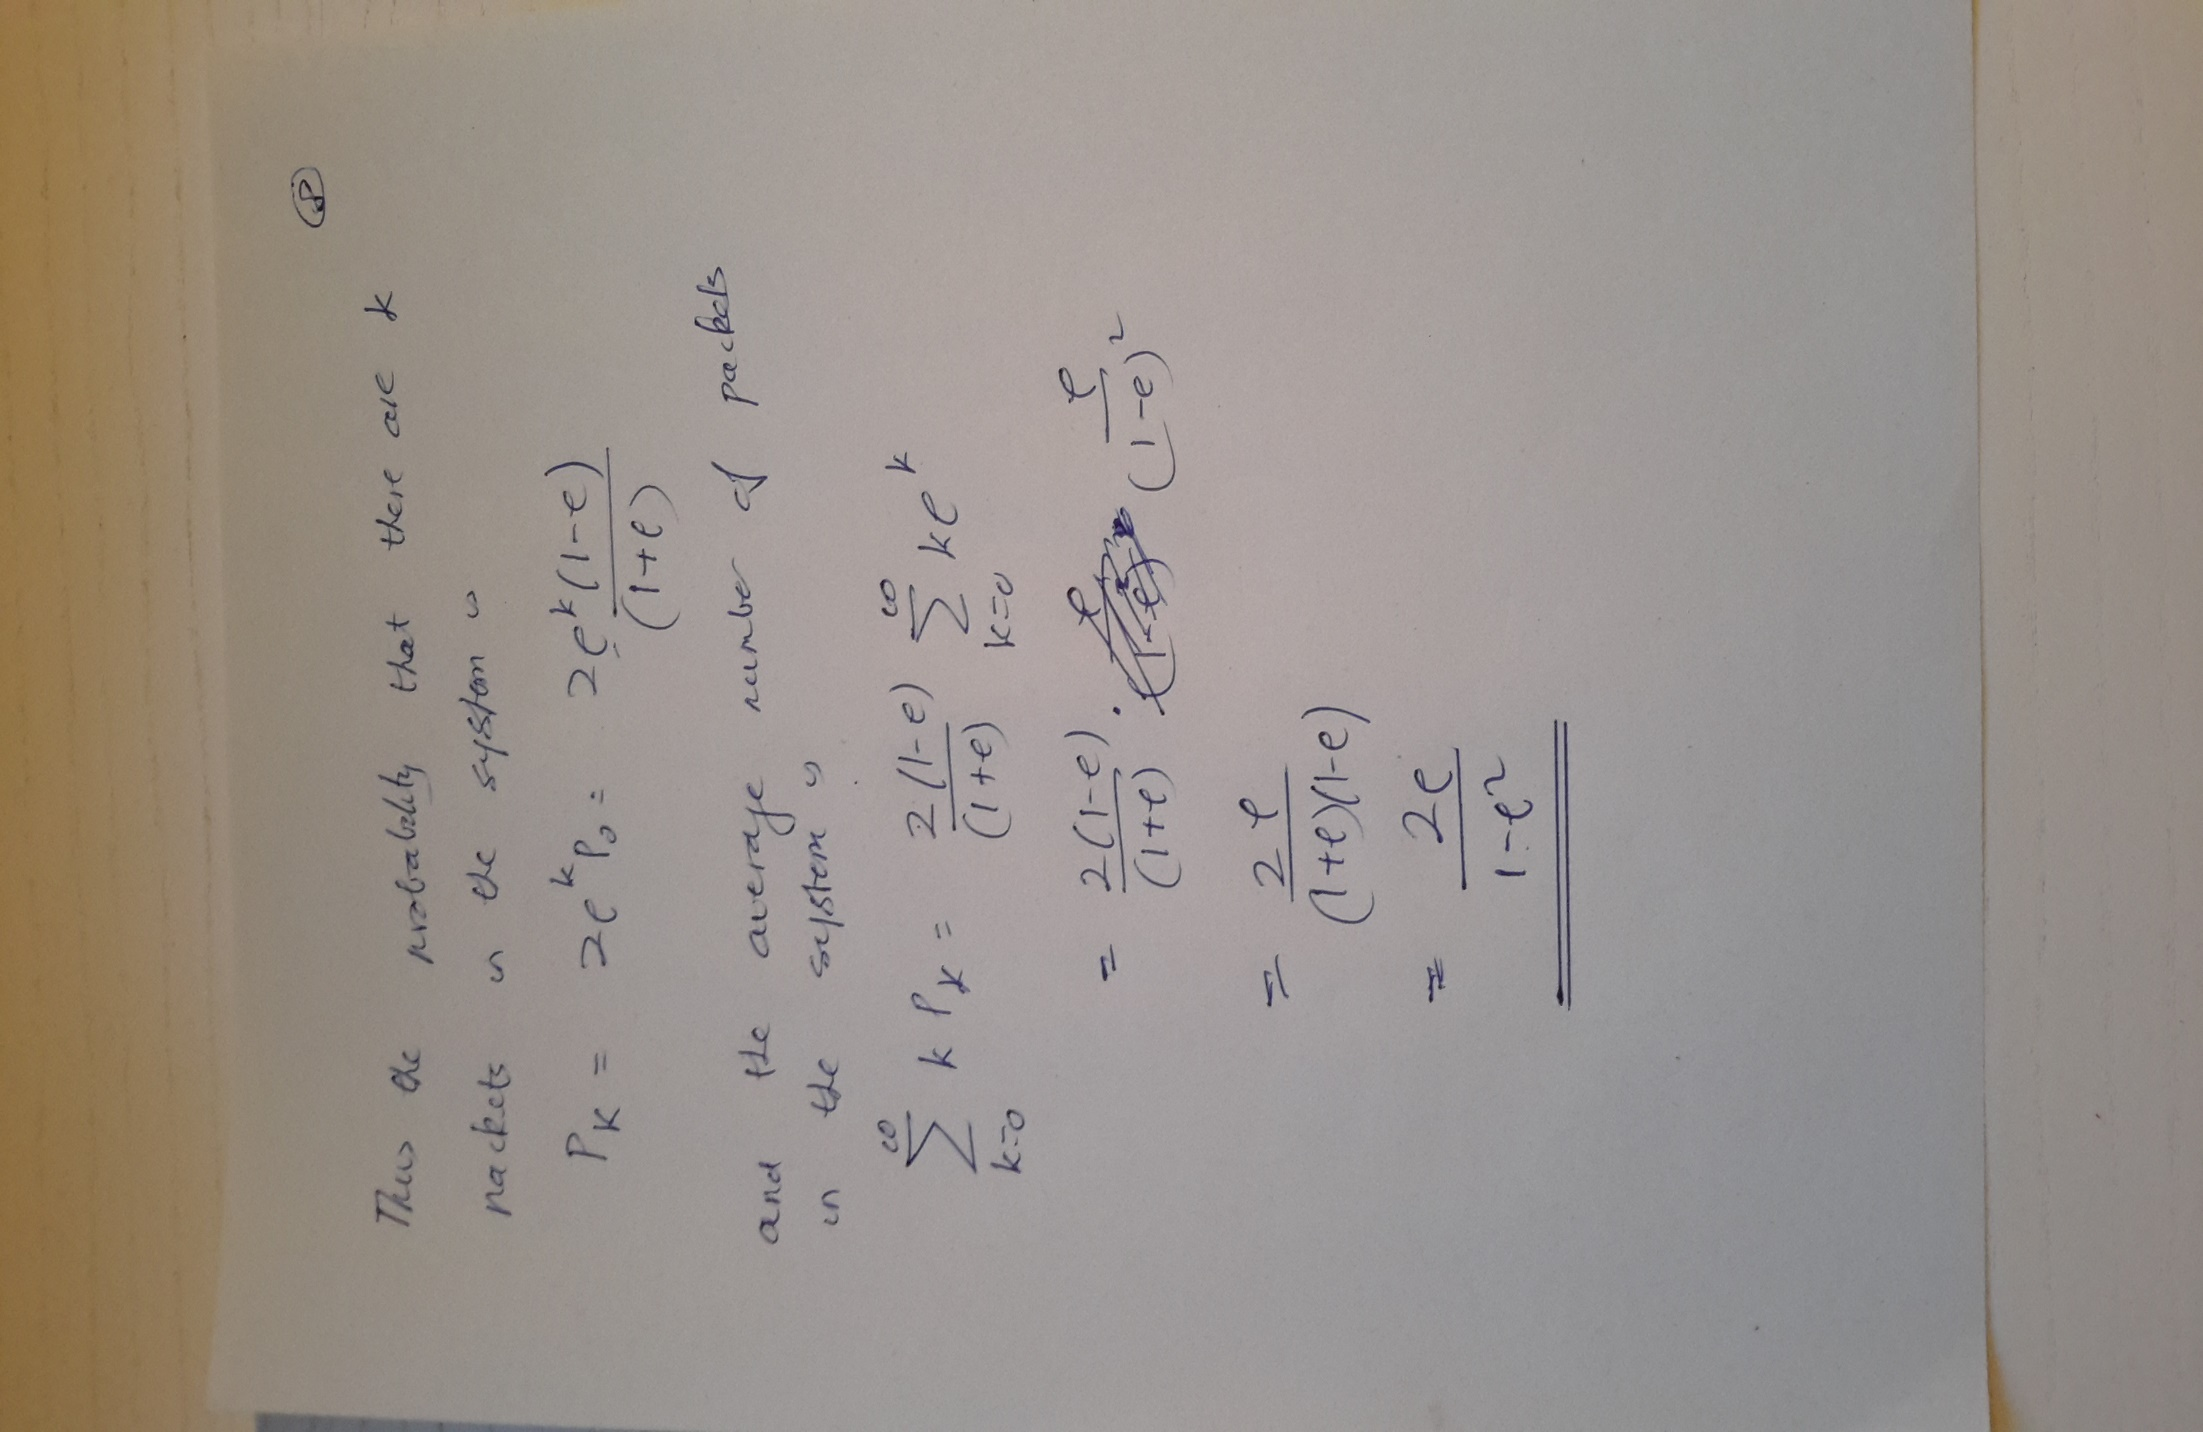 ⑧
Thus the probability that there are k
packets in the system is
P_k = 2ρ^k P_0 = 2ρ^k (1-ρ) / (1+ρ)
and the average number of packets
in the system is
∑_{k=0}^{∞} k P_k = 2(1-ρ) / (1+ρ) ∑_{k=0}^{∞} kρ^k
= 2(1-ρ) / (1+ρ) · ρ / (1-ρ)^2
= 2ρ / (1+ρ)(1-ρ)
= 2ρ / 1-ρ^2